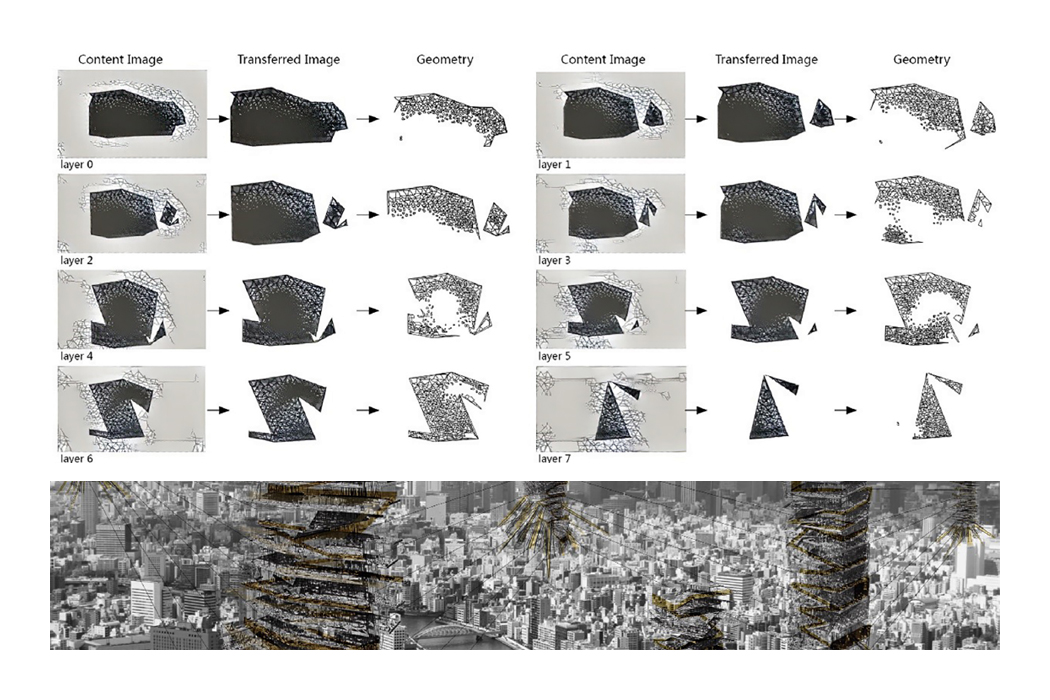 Content Image Transferred Image Geometry Content Image Transferred Image Geometry
layer 0 layer 1
layer 2 layer 3
layer 4 layer 5
layer 6 layer 7